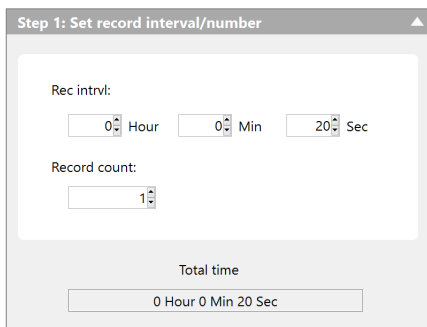 Step 1: Set record interval/number
Rec intrvl:
0 Hour 0 Min 20 Sec
Record count:
1
Total time
0 Hour 0 Min 20 Sec